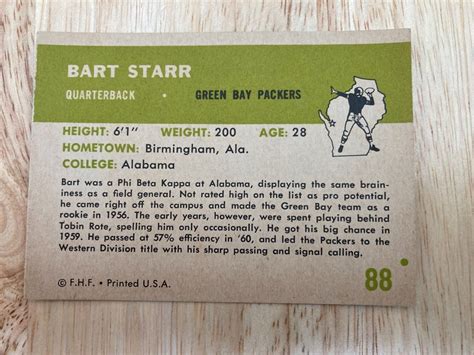 BART STARR
QUARTERBACK • GREEN BAY PACKERS
HEIGHT: 6'1" WEIGHT: 200 AGE: 28
HOMETOWN: Birmingham, Ala.
COLLEGE: Alabama
Bart was a Phi Beta Kappa at Alabama, displaying the same brain-
iness as a field general. Not rated high on the list as pro potential,
he came right off the campus and made the Green Bay team as a
rookie in 1956. The early years, however, were spent playing behind
Tobin Rote, spelling him only occasionally. He got his big chance in
1959. He passed at 57% efficiency in '60, and led the Packers to the
Western Division title with his sharp passing and signal calling.
© F.H.F. • Printed U.S.A.
88